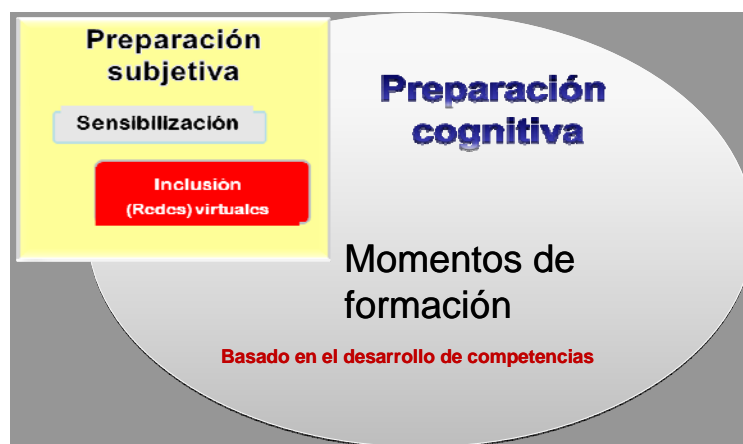 Preparación
subjetiva
Sensibilización
Inclusión
(Redes) virtuales
Preparación
cognitiva
Momentos de
formación
Basado en el desarrollo de competencias